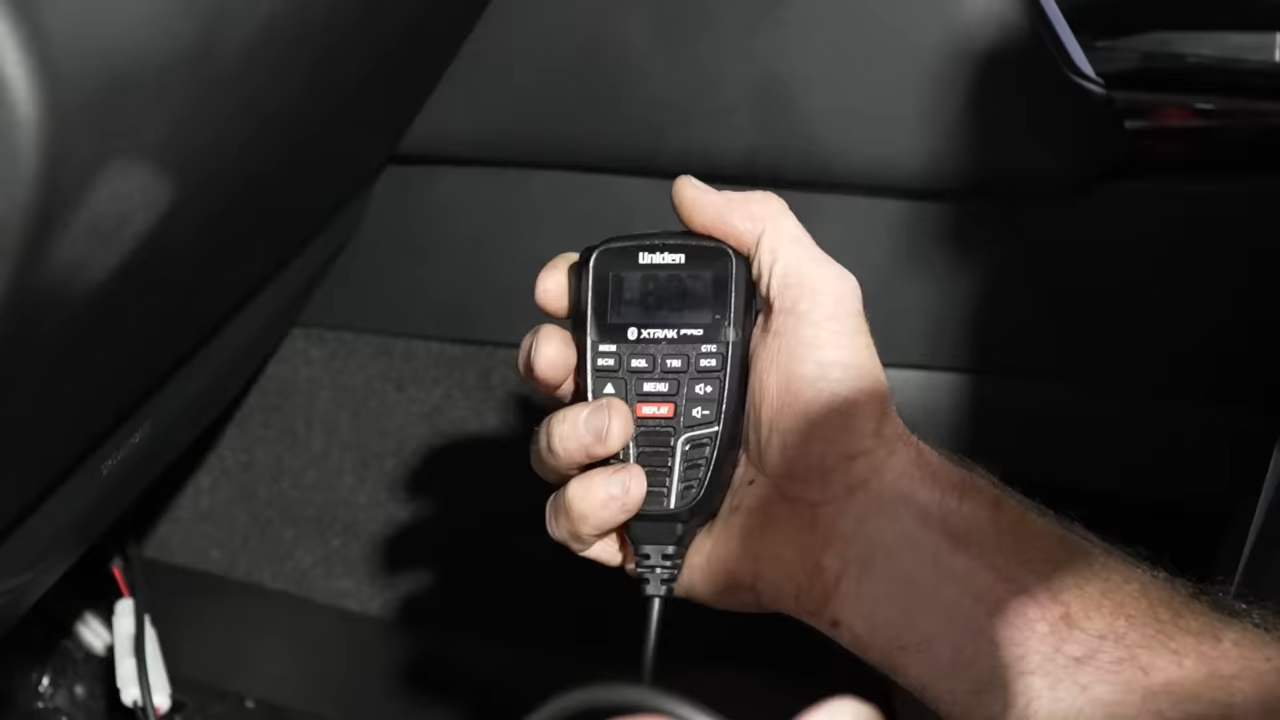 Uniden
XTRAK PRO
MEM CTC
SCN SQL TRI DCS
MENU
REPLAY